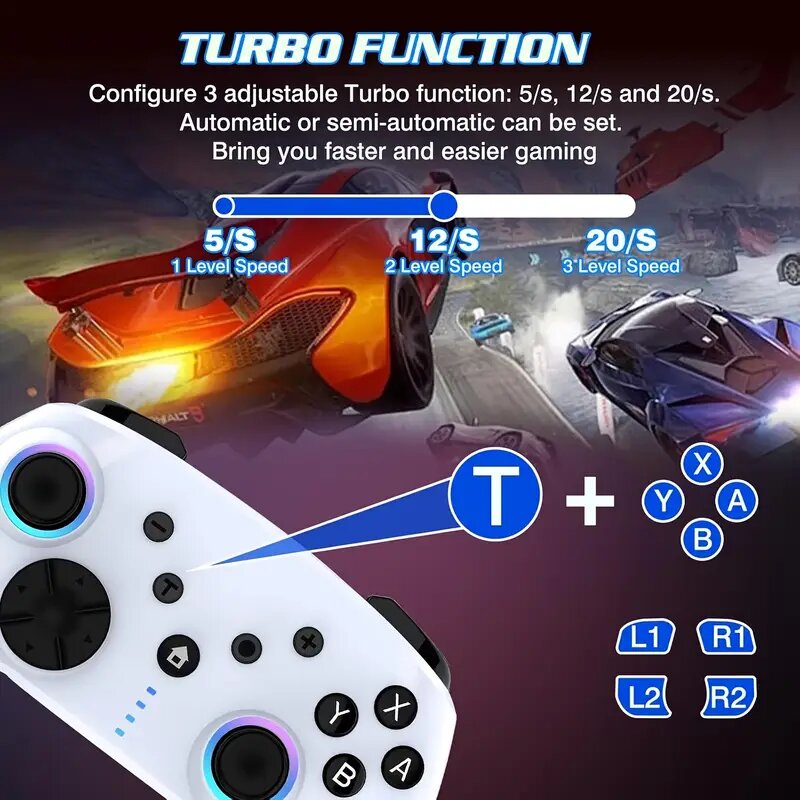 TURBO FUNCTION
Configure 3 adjustable Turbo function: 5/s, 12/s and 20/s.
Automatic or semi-automatic can be set.
Bring you faster and easier gaming
5/S 12/S 20/S
1 Level Speed 2 Level Speed 3 Level Speed
T + X
Y A
B
L1 R1
L2 R2
T
Y X
B A